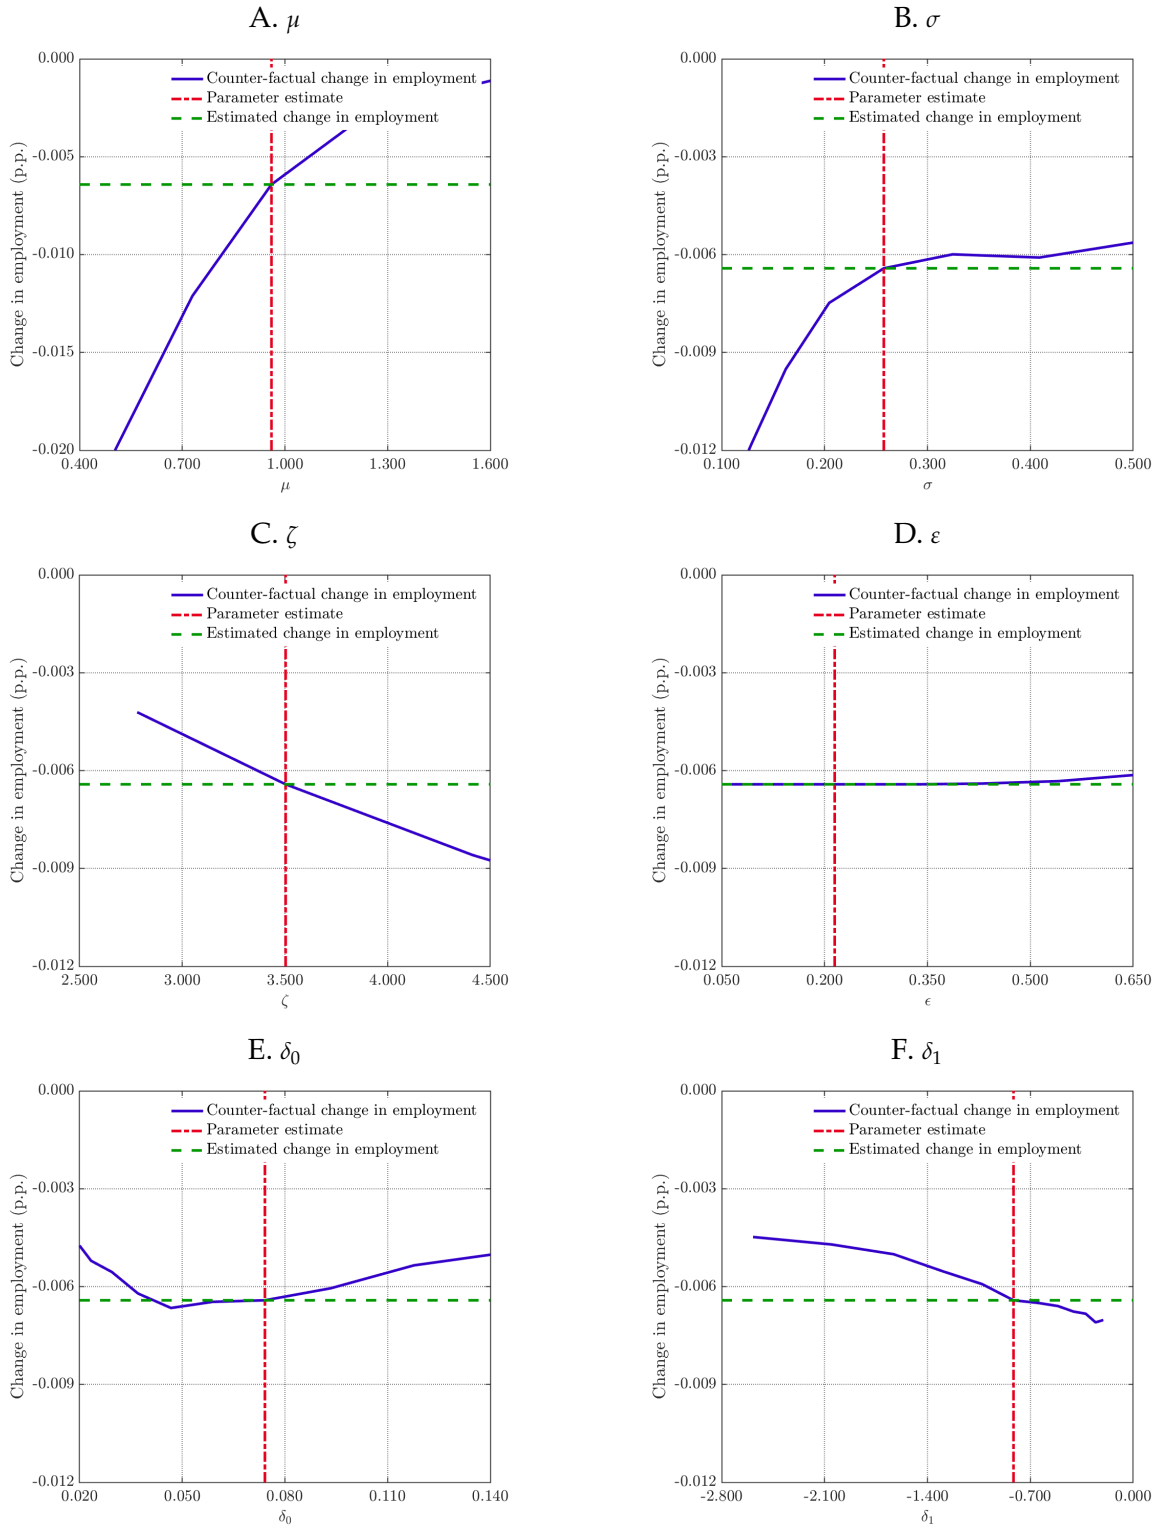 A. μ
0.000
Counter-factual change in employment
Parameter estimate
Estimated change in employment
-0.005
-0.010
-0.015
-0.020
Change in employment (p.p.)
0.400 0.700 1.000 1.300 1.600
μ
B. σ
0.000
Counter-factual change in employment
Parameter estimate
Estimated change in employment
-0.003
-0.006
-0.009
-0.012
Change in employment (p.p.)
0.100 0.200 0.300 0.400 0.500
σ
C. ζ
0.000
Counter-factual change in employment
Parameter estimate
Estimated change in employment
-0.003
-0.006
-0.009
-0.012
Change in employment (p.p.)
2.500 3.000 3.500 4.000 4.500
ζ
D. ε
0.000
Counter-factual change in employment
Parameter estimate
Estimated change in employment
-0.003
-0.006
-0.009
-0.012
Change in employment (p.p.)
0.050 0.200 0.350 0.500 0.650
ϵ
E. δ₀
0.000
Counter-factual change in employment
Parameter estimate
Estimated change in employment
-0.003
-0.006
-0.009
-0.012
Change in employment (p.p.)
0.020 0.050 0.080 0.110 0.140
δ₀
F. δ₁
0.000
Counter-factual change in employment
Parameter estimate
Estimated change in employment
-0.003
-0.006
-0.009
-0.012
Change in employment (p.p.)
-2.800 -2.100 -1.400 -0.700 0.000
δ₁